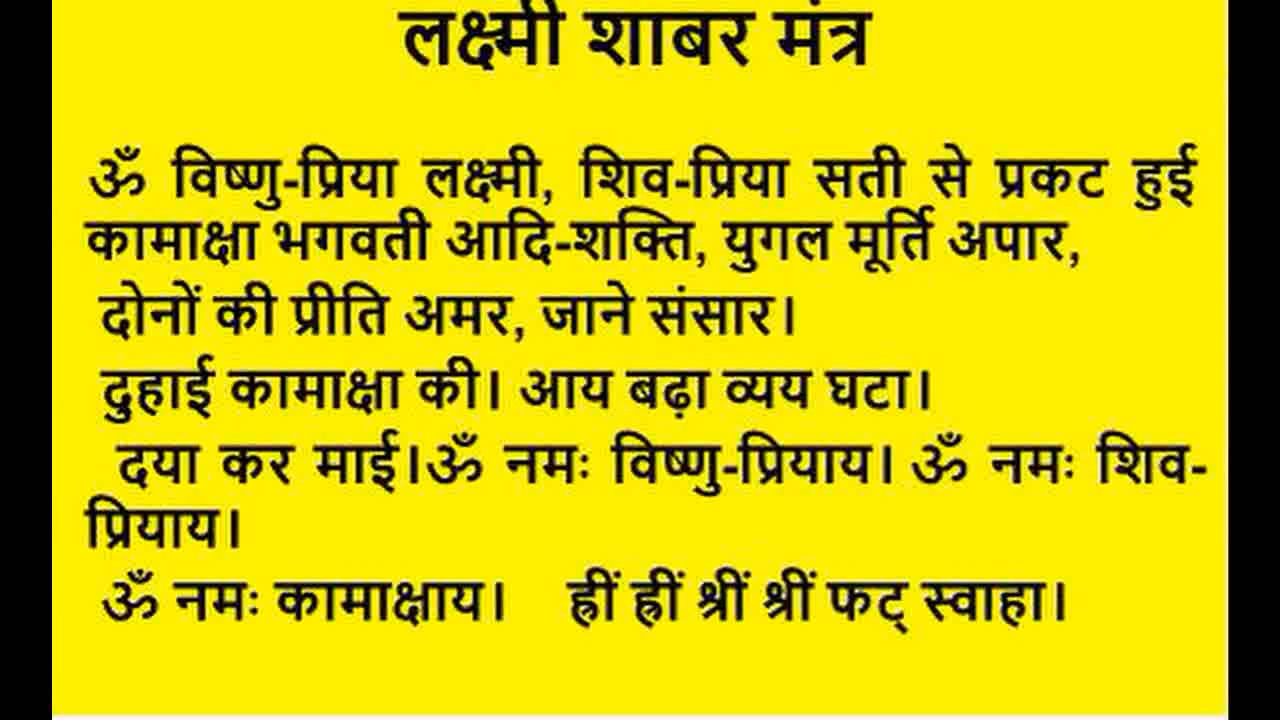 लक्ष्मी शाबर मंत्र
ॐ विष्णु-प्रिया लक्ष्मी, शिव-प्रिया सती से प्रकट हुई
कामाक्षा भगवती आदि-शक्ति, युगल मूर्ति अपार,
दोनों की प्रीति अमर, जाने संसार।
दुहाई कामाक्षा की। आय बढ़ा व्यय घटा।
दया कर माई।ॐ नमः विष्णु-प्रियाय। ॐ नमः शिव-
प्रियाय।
ॐ नमः कामाक्षाय। ह्रीं ह्रीं श्रीं श्रीं फट् स्वाहा।